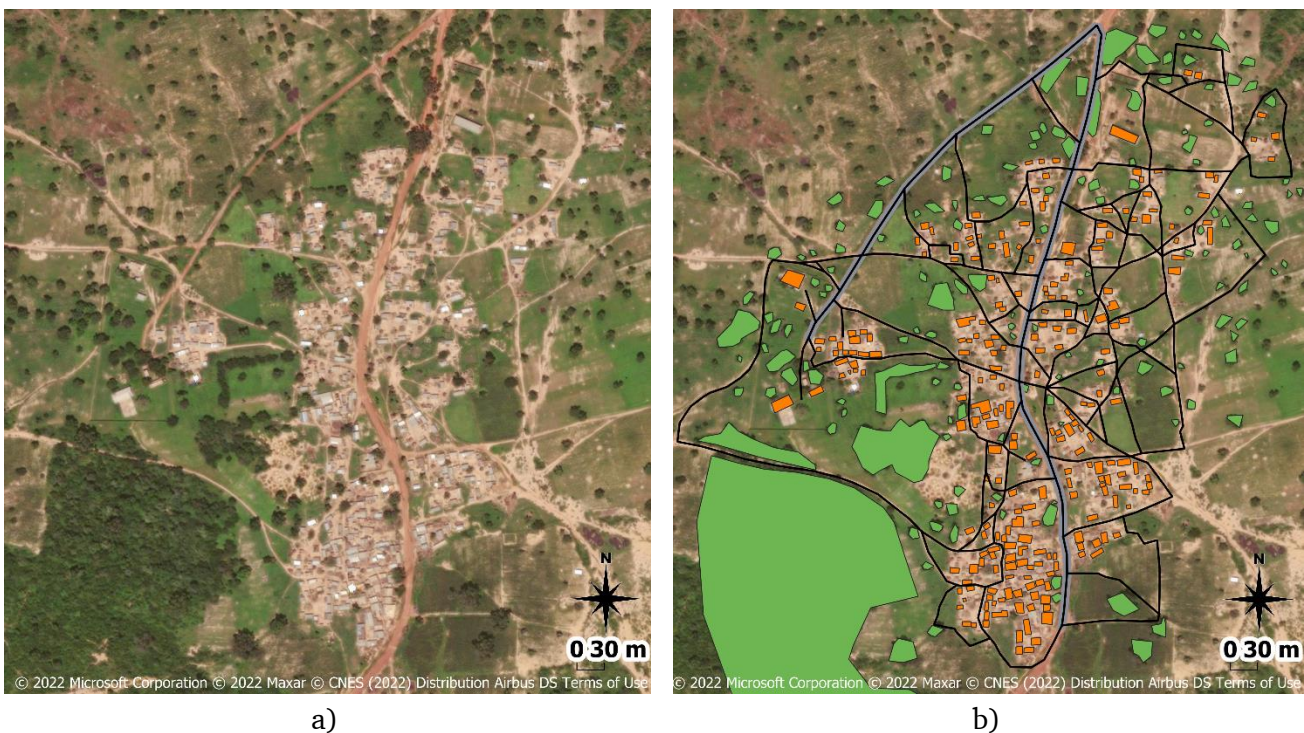 N
0 30 m
© 2022 Microsoft Corporation © 2022 Maxar © CNES (2022) Distribution Airbus DS Terms of Use
a)
N
0 30 m
© 2022 Microsoft Corporation © 2022 Maxar © CNES (2022) Distribution Airbus DS Terms of Use
b)